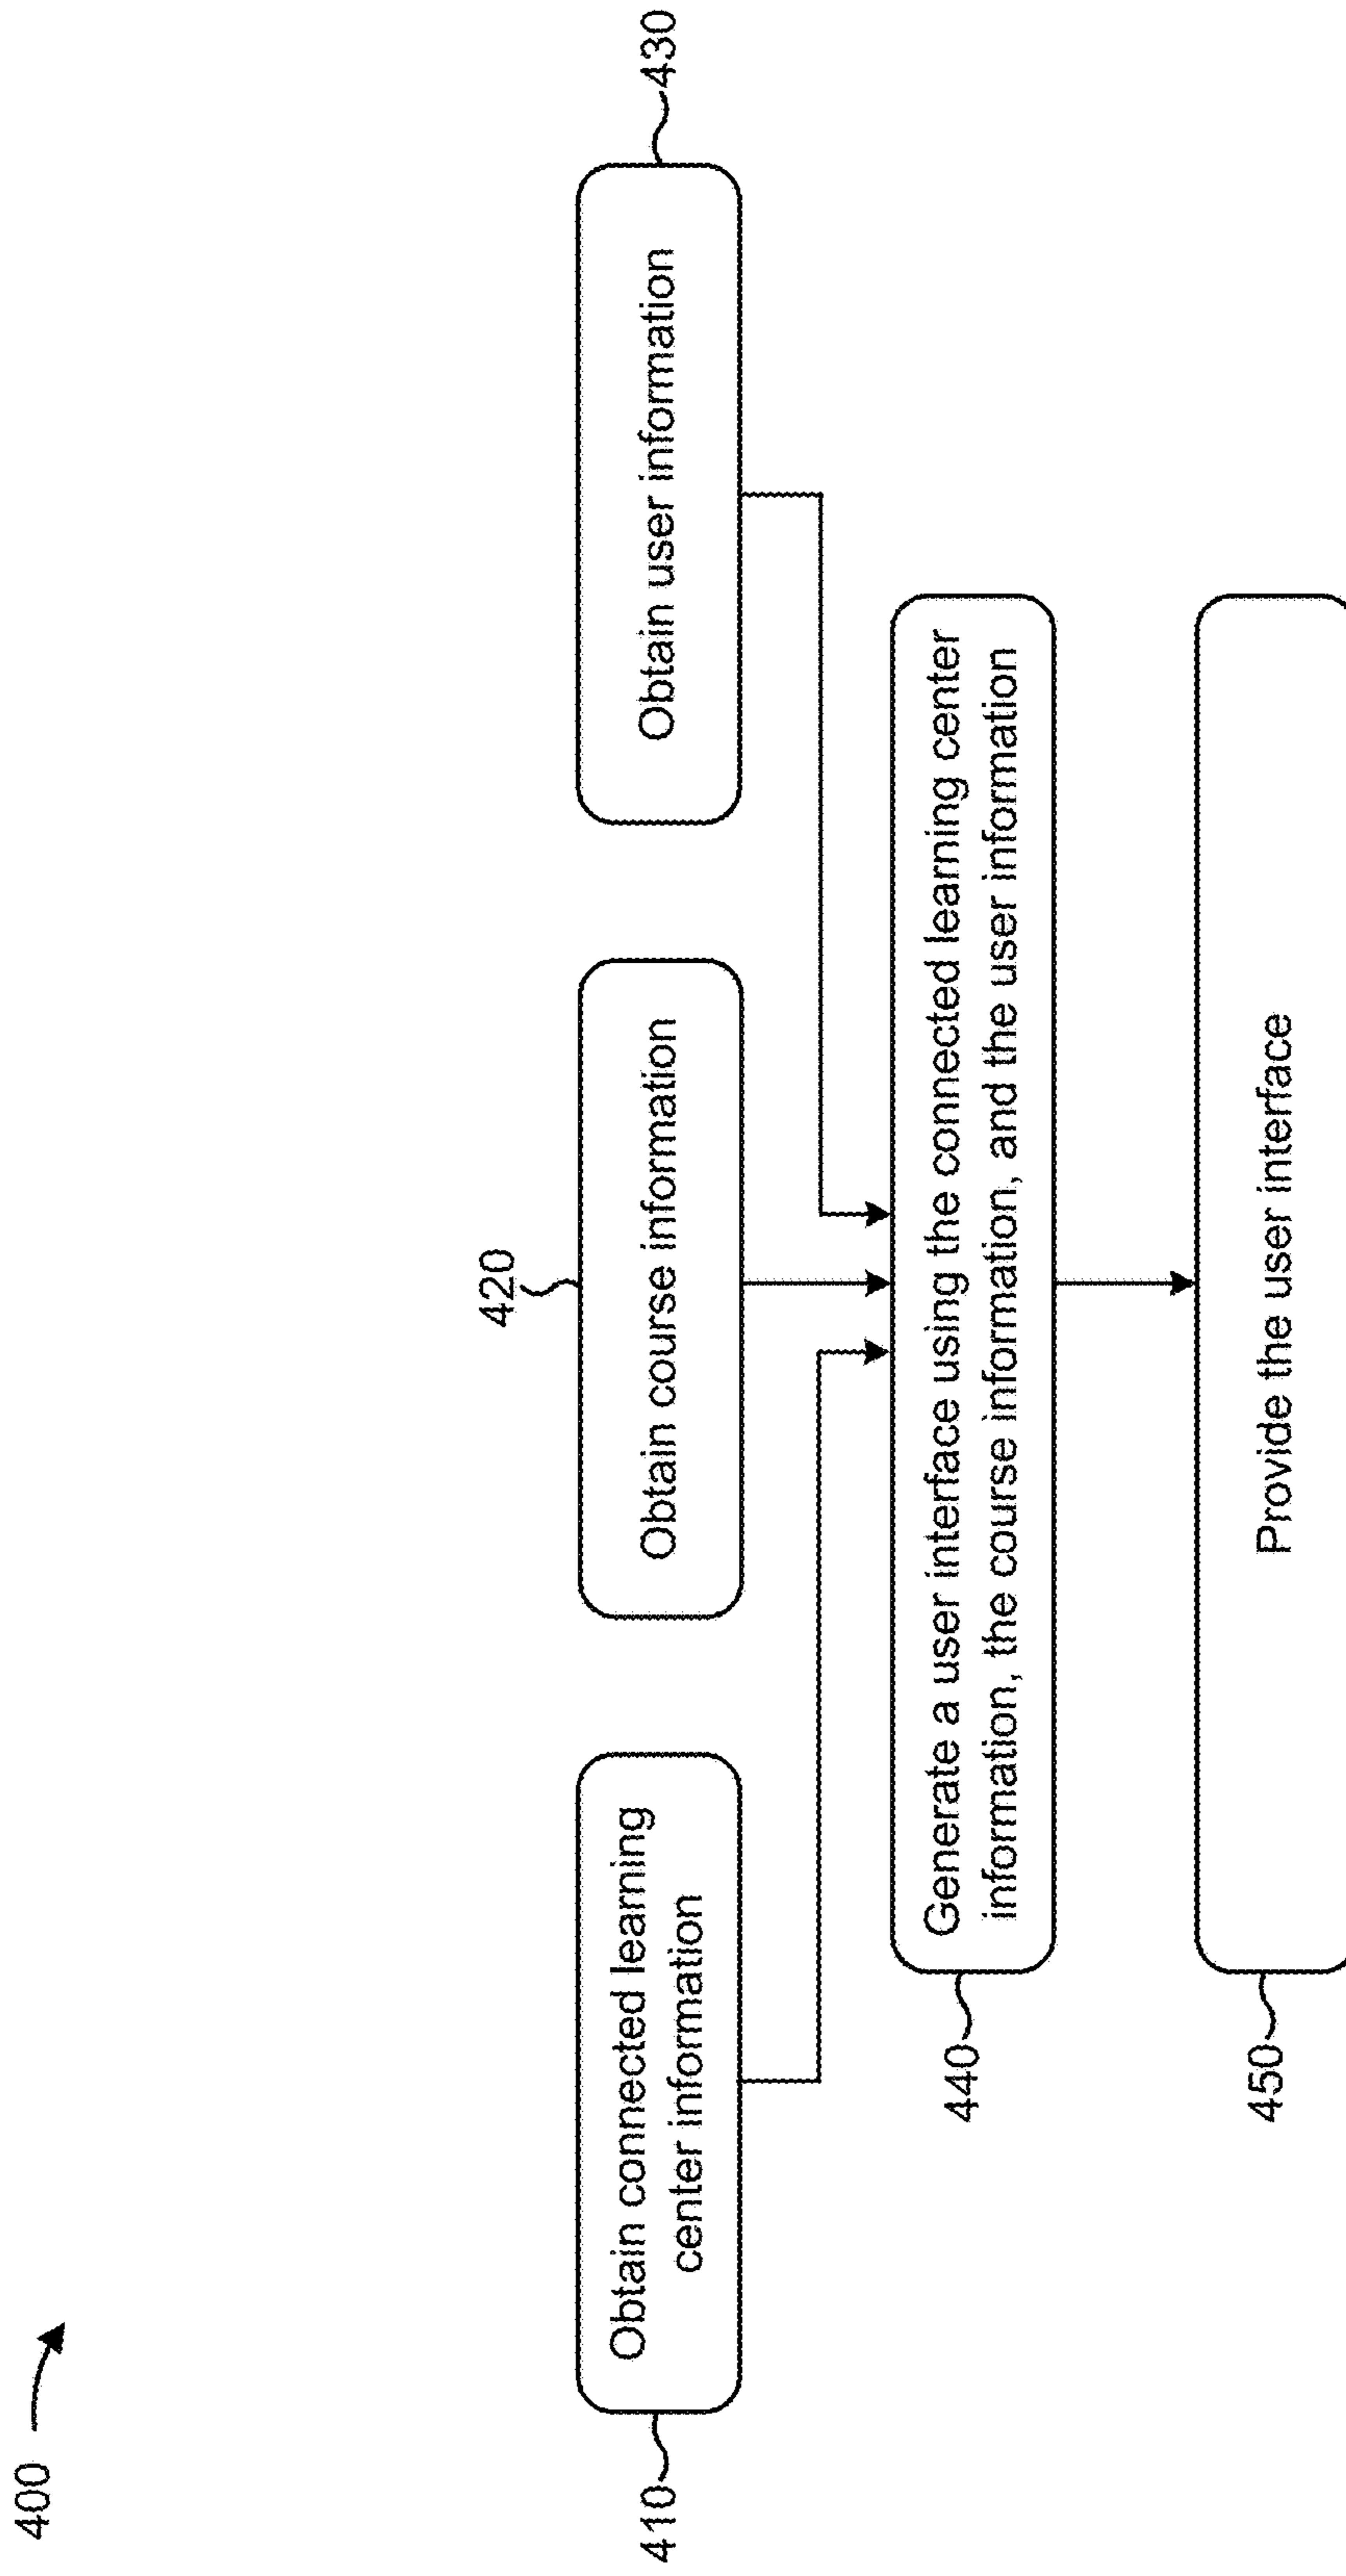 400
410
Obtain connected learning
center information
420
Obtain course information
430
Obtain user information
440
Generate a user interface using the connected learning center
information, the course information, and the user information
450
Provide the user interface